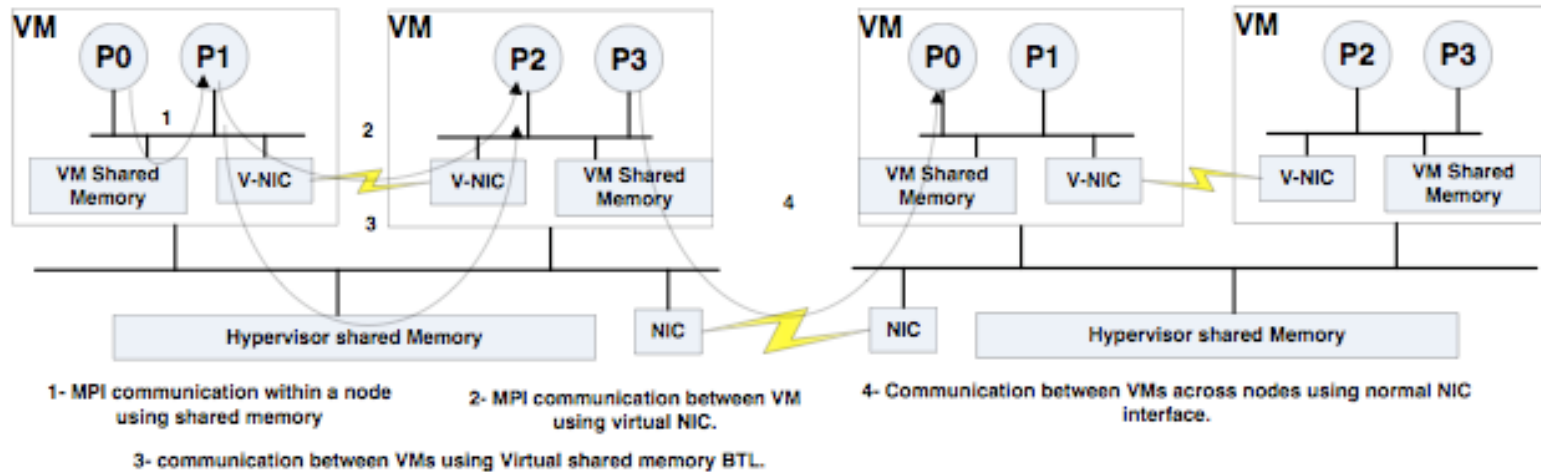 VM
P0
P1
VM
P2
P3
VM
P0
P1
VM
P2
P3
1
2
VM Shared
Memory
V-NIC
V-NIC
VM Shared
Memory
VM Shared
Memory
V-NIC
V-NIC
VM Shared
Memory
3
4
Hypervisor shared Memory
NIC
NIC
Hypervisor shared Memory
1- MPI communication within a node
using shared memory
2- MPI communication between VM
using virtual NIC.
4- Communication between VMs across nodes using normal NIC
interface.
3- communication between VMs using Virtual shared memory BTL.